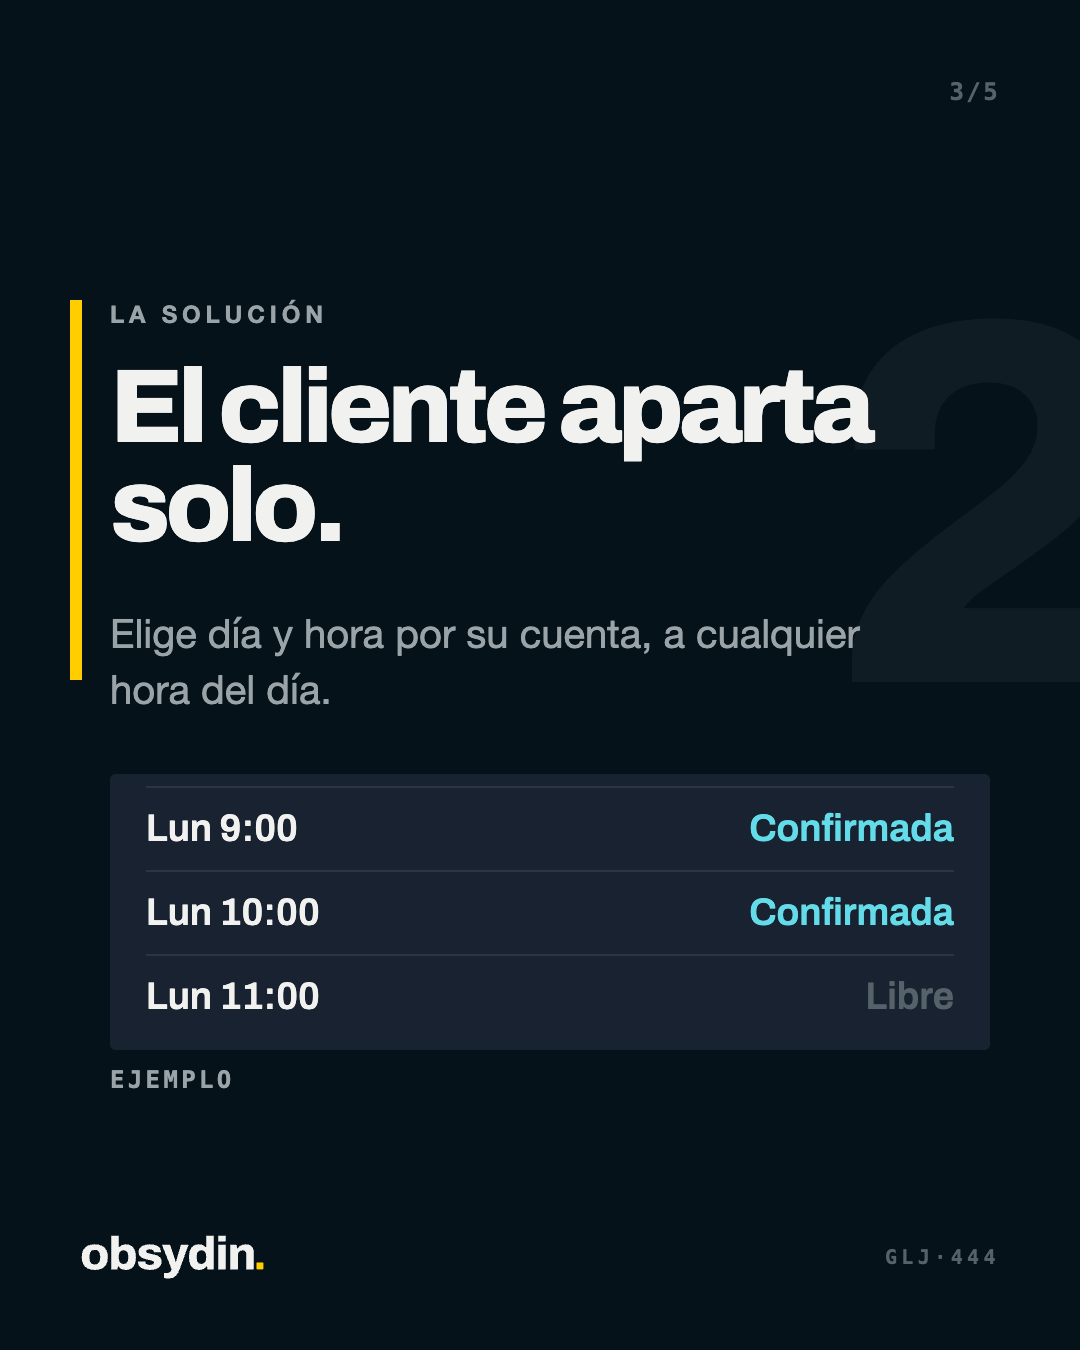 3/5
LA SOLUCIÓN
El cliente aparta
solo.
2
Elige día y hora por su cuenta, a cualquier
hora del día.
Lun 9:00 Confirmada
Lun 10:00 Confirmada
Lun 11:00 Libre
EJEMPLO
obsydin.
GLJ·444